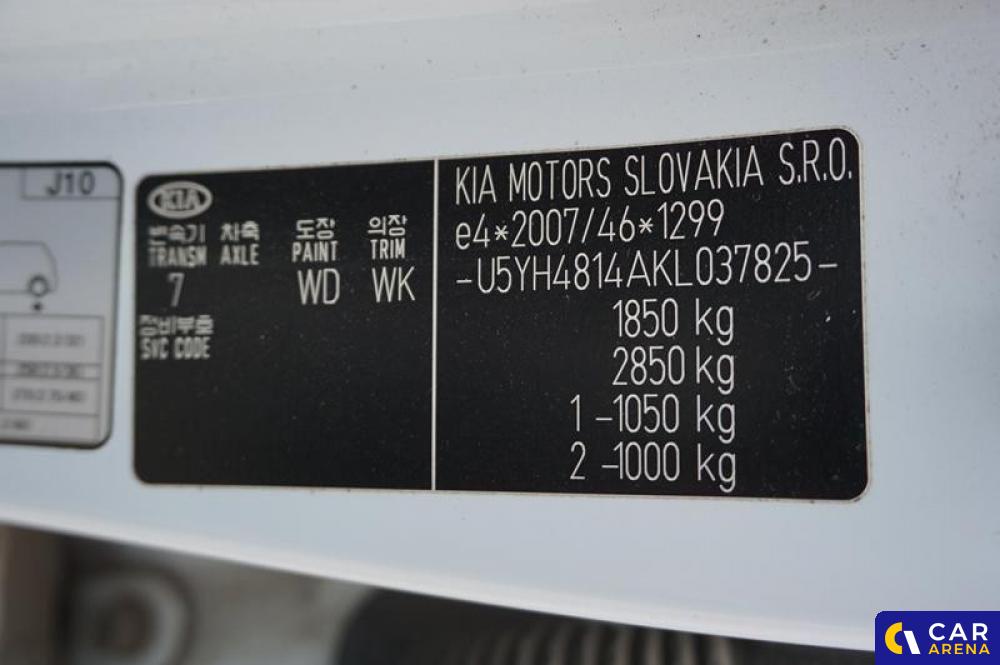 J10
KIA
변속기 차축 도장 의장
TRANSM AXLE PAINT TRIM
7 WD WK
정비부호
SVC CODE
KIA MOTORS SLOVAKIA S.R.O.
e4*2007/46*1299
-U5YH4814AKL037825-
1850 kg
2850 kg
1 -1050 kg
2 -1000 kg
CAR
ARENA